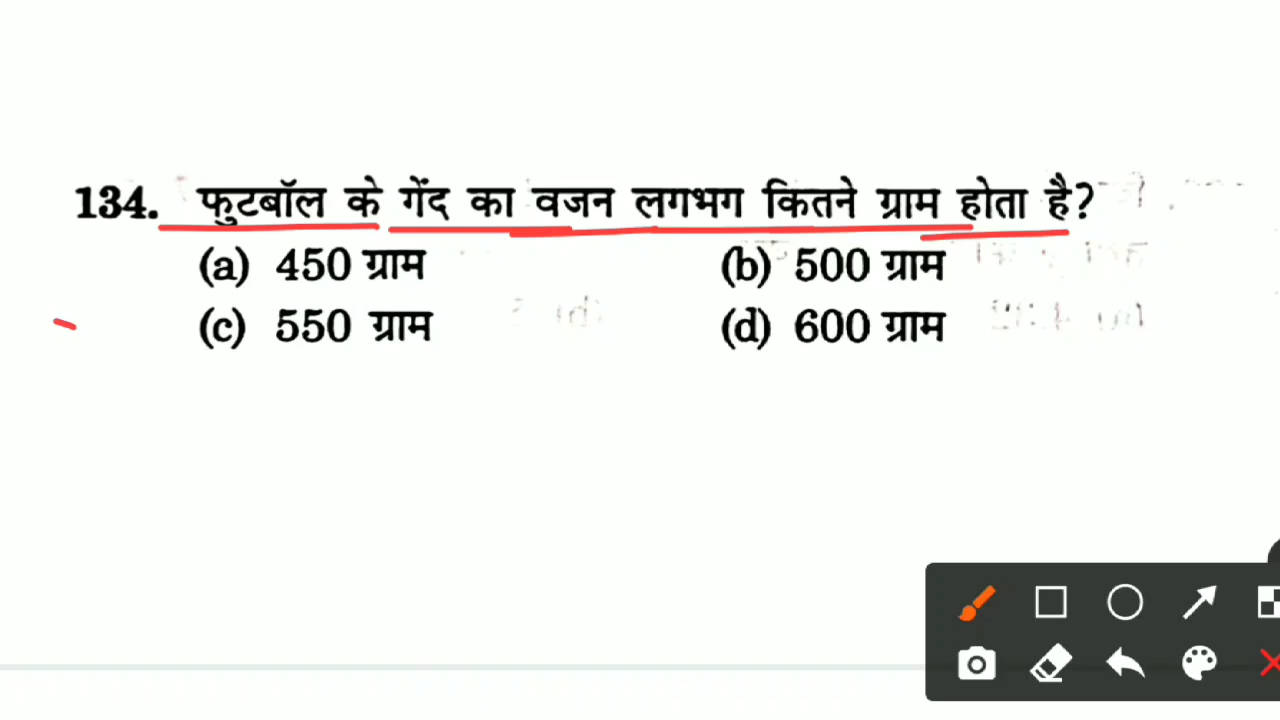 134. फुटबॉल के गेंद का वजन लगभग कितने ग्राम होता है?
(a) 450 ग्राम (b) 500 ग्राम
(c) 550 ग्राम (d) 600 ग्राम